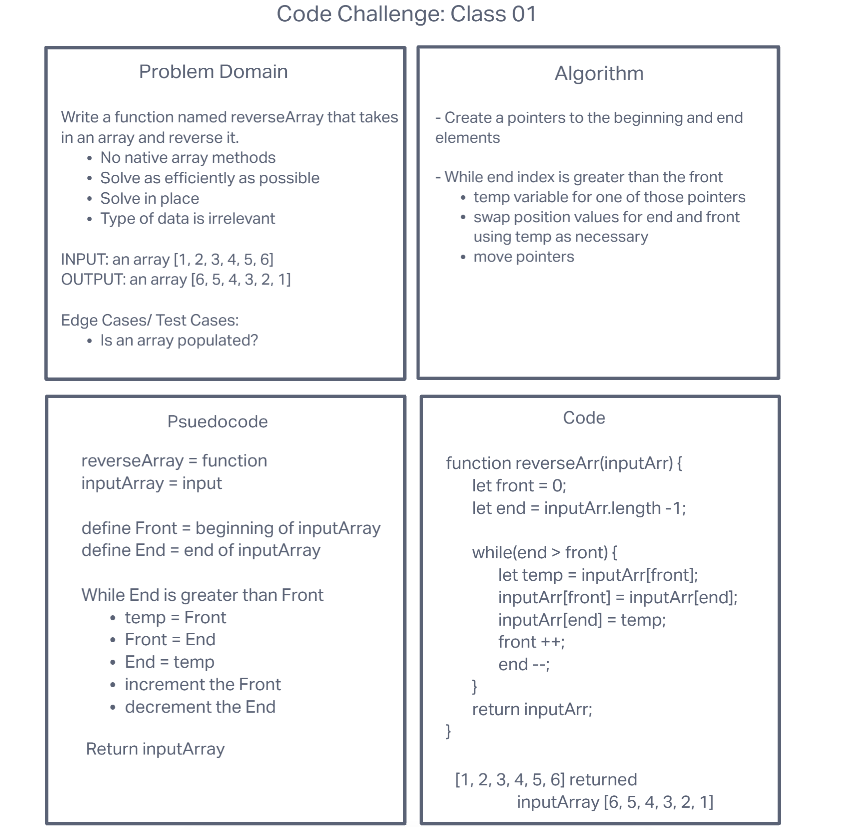 Code Challenge: Class 01
Problem Domain
Write a function named reverseArray that takes
in an array and reverse it.
• No native array methods
• Solve as efficiently as possible
• Solve in place
• Type of data is irrelevant
INPUT: an array [1, 2, 3, 4, 5, 6]
OUTPUT: an array [6, 5, 4, 3, 2, 1]
Edge Cases/ Test Cases:
• Is an array populated?
Algorithm
- Create a pointers to the beginning and end
elements
- While end index is greater than the front
• temp variable for one of those pointers
• swap position values for end and front
using temp as necessary
• move pointers
Psuedocode
reverseArray = function
inputArray = input
define Front = beginning of inputArray
define End = end of inputArray
While End is greater than Front
• temp = Front
• Front = End
• End = temp
• increment the Front
• decrement the End
Return inputArray
Code
function reverseArr(inputArr) {
let front = 0;
let end = inputArr.length -1;
while(end > front) {
let temp = inputArr[front];
inputArr[front] = inputArr[end];
inputArr[end] = temp;
front ++;
end --;
}
return inputArr;
}
[1, 2, 3, 4, 5, 6] returned
inputArray [6, 5, 4, 3, 2, 1]